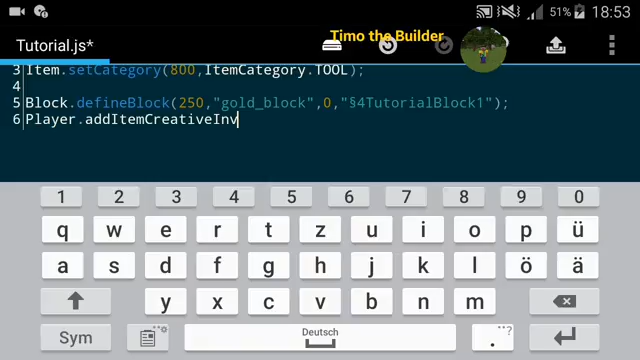 51% 18:53
Tutorial.js*
Timo the Builder
3 Item.setCategory(800,ItemCategory.TOOL);
4
5 Block.defineBlock(250,"gold_block",0,"§4TutorialBlock1");
6 Player.addItemCreativeInv
1 2 3 4 5 6 7 8 9 0
q w e r t z u i o p ü
a s d f g h j k l ö ä
y x c v b n m
Sym Deutsch . ,,?